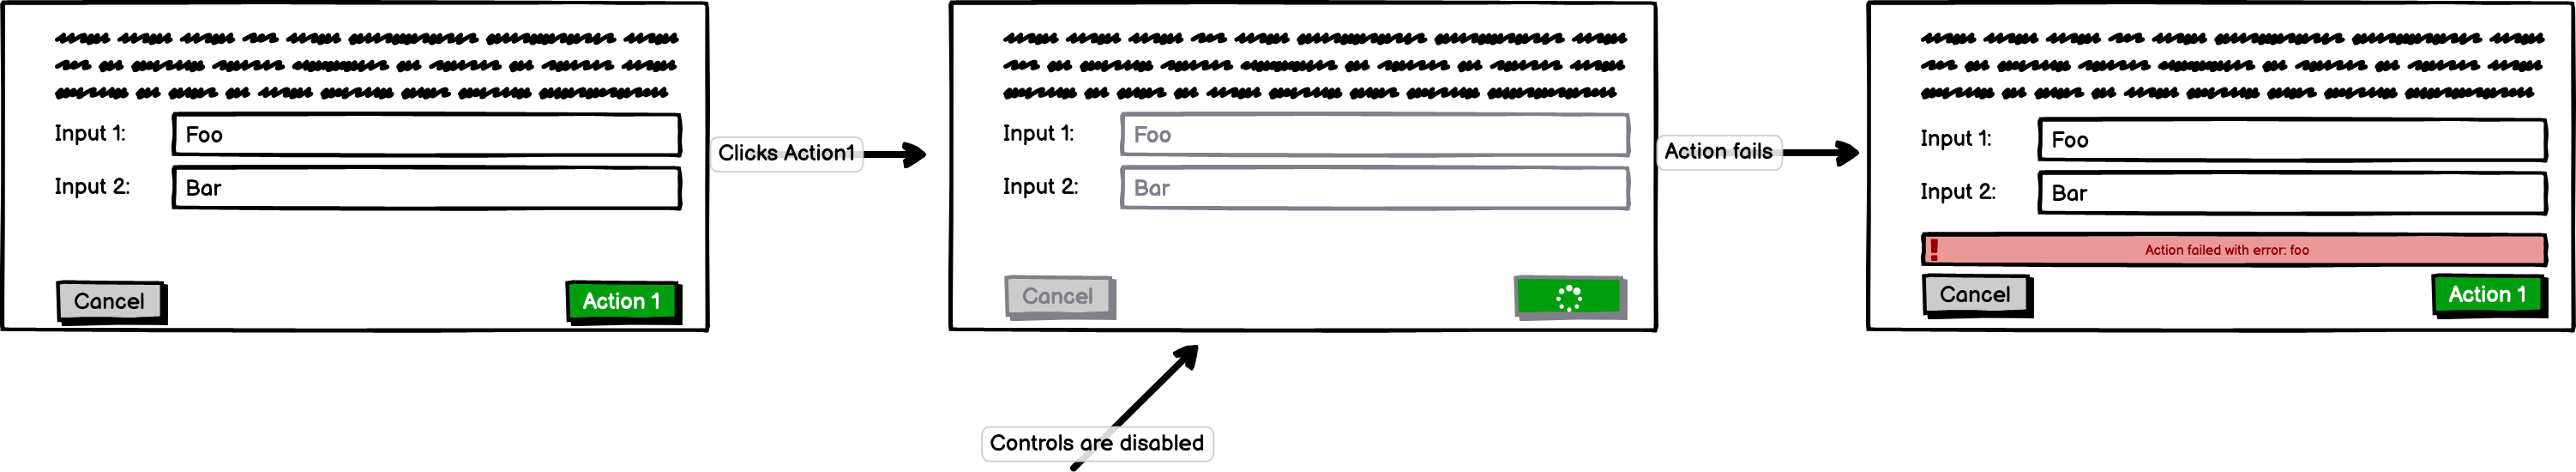 Input 1:
Foo
Input 2:
Bar
Cancel
Action 1
Clicks Action1
Input 1:
Foo
Input 2:
Bar
Cancel
Controls are disabled
Action fails
Input 1:
Foo
Input 2:
Bar
! Action failed with error: foo
Cancel
Action 1